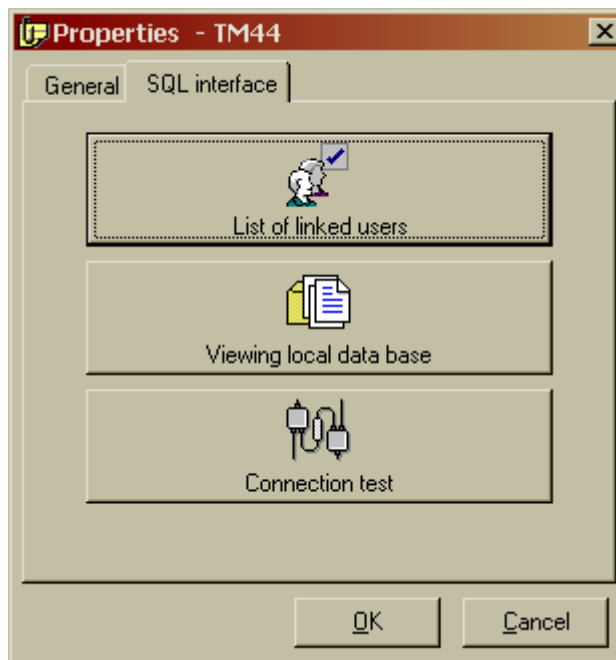 Properties - TM44
General SQL interface
List of linked users
Viewing local data base
Connection test
OK Cancel